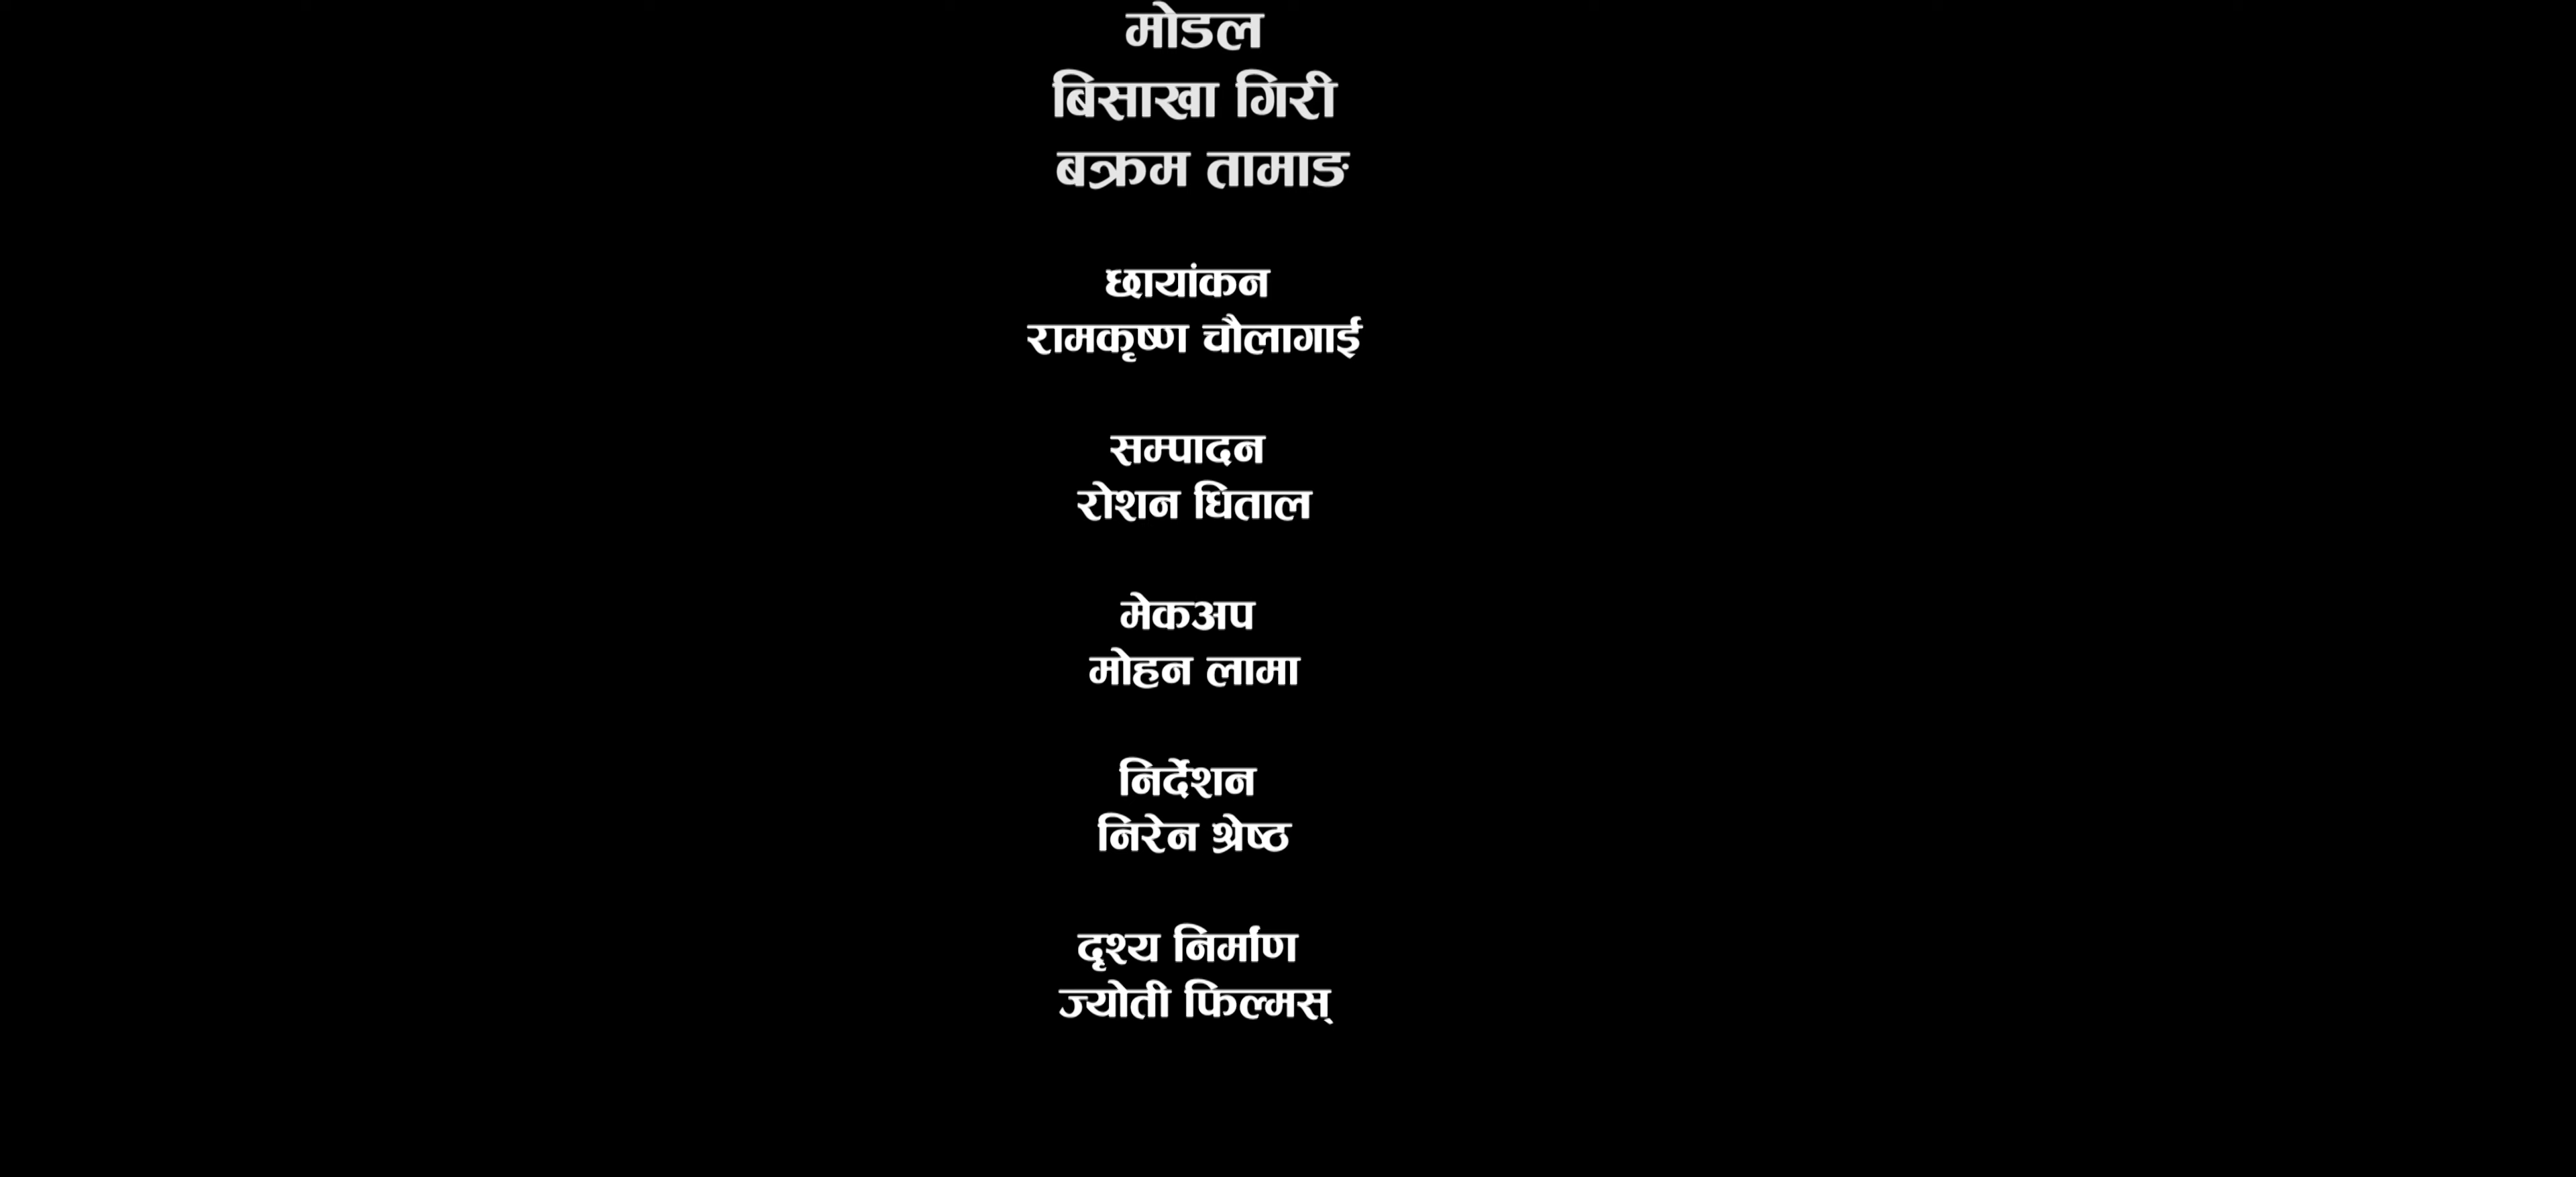 मोडल
बिसाखा गिरी
बक्रम तामाङ
छायांकन
रामकृष्ण चौलागाई
सम्पादन
रोशन धिताल
मेकअप
मोहन लामा
निर्देशन
निरेन श्रेष्ठ
दृश्य निर्माण
ज्योती फिल्मस्